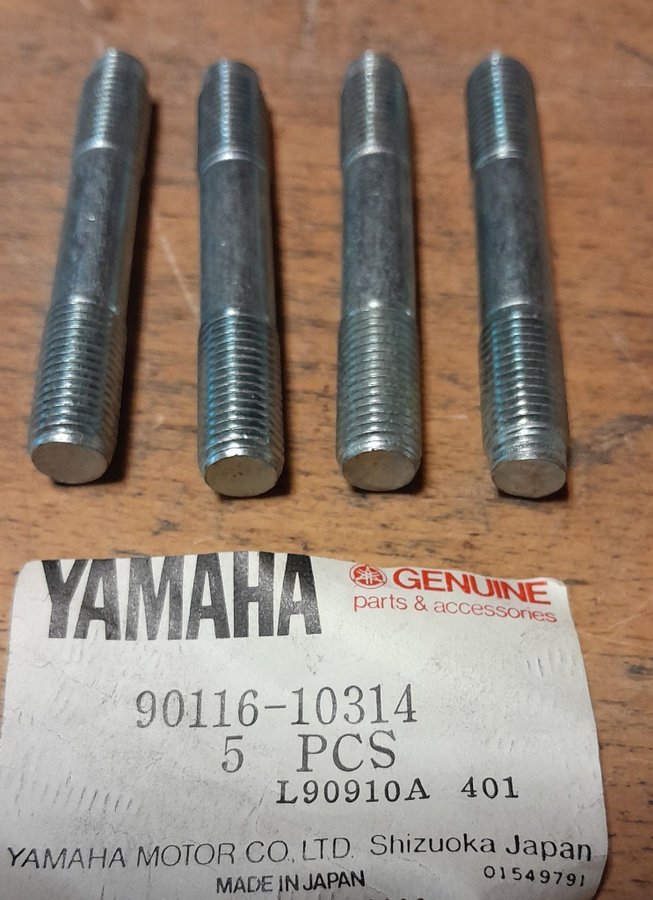 YAMAHA GENUINE
parts & accessories
90116-10314
5 PCS
L90910A 401
YAMAHA MOTOR CO., LTD. Shizuoka Japan
MADE IN JAPAN 01549791